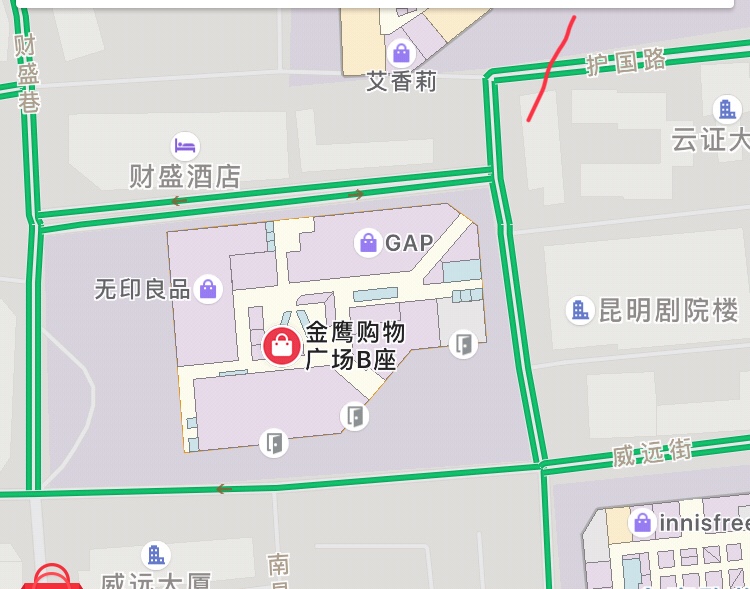 财盛巷
艾香莉
护国路
云证大
财盛酒店
GAP
无印良品
昆明剧院楼
金鹰购物
广场B座
威远街
innisfree
威远大厦
南